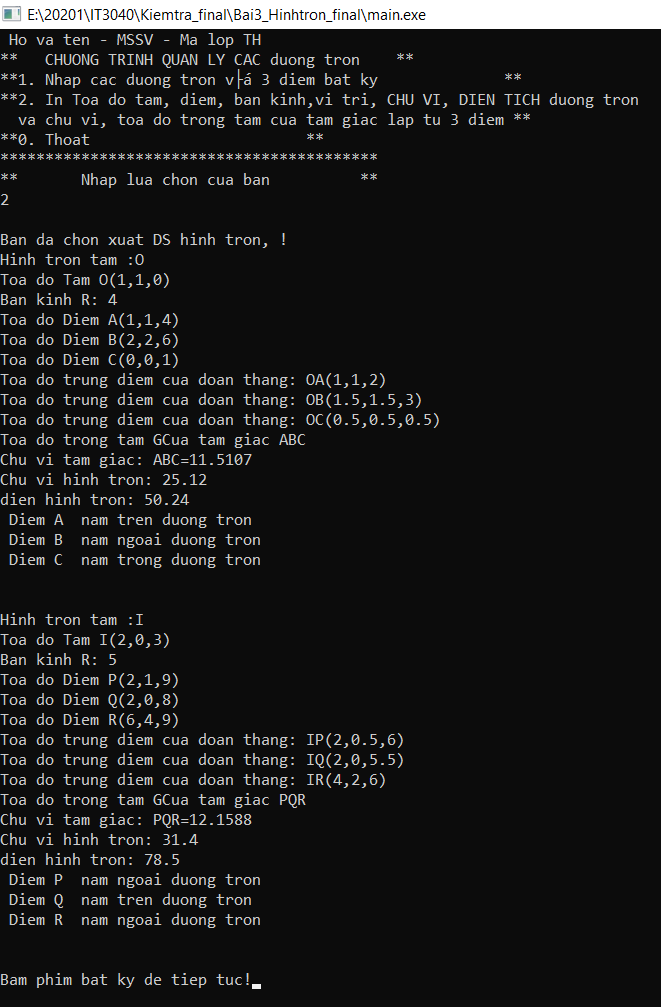 E:\20201\IT3040\Kiemtra_final\Bai3_Hinhtron_final\main.exe
Ho va ten - MSSV - Ma lop TH
** CHUONG TRINH QUAN LY CAC duong tron **
**1. Nhap cac duong tron v├á 3 diem bat ky **
**2. In Toa do tam, diem, ban kinh,vi tri, CHU VI, DIEN TICH duong tron
va chu vi, toa do trong tam cua tam giac lap tu 3 diem **
**0. Thoat **
******************************************
** Nhap lua chon cua ban **
2
Ban da chon xuat DS hinh tron, !
Hinh tron tam :O
Toa do Tam O(1,1,0)
Ban kinh R: 4
Toa do Diem A(1,1,4)
Toa do Diem B(2,2,6)
Toa do Diem C(0,0,1)
Toa do trung diem cua doan thang: OA(1,1,2)
Toa do trung diem cua doan thang: OB(1.5,1.5,3)
Toa do trung diem cua doan thang: OC(0.5,0.5,0.5)
Toa do trong tam GCua tam giac ABC
Chu vi tam giac: ABC=11.5107
Chu vi hinh tron: 25.12
dien hinh tron: 50.24
Diem A nam tren duong tron
Diem B nam ngoai duong tron
Diem C nam trong duong tron
Hinh tron tam :I
Toa do Tam I(2,0,3)
Ban kinh R: 5
Toa do Diem P(2,1,9)
Toa do Diem Q(2,0,8)
Toa do Diem R(6,4,9)
Toa do trung diem cua doan thang: IP(2,0.5,6)
Toa do trung diem cua doan thang: IQ(2,0,5.5)
Toa do trung diem cua doan thang: IR(4,2,6)
Toa do trong tam GCua tam giac PQR
Chu vi tam giac: PQR=12.1588
Chu vi hinh tron: 31.4
dien hinh tron: 78.5
Diem P nam ngoai duong tron
Diem Q nam tren duong tron
Diem R nam ngoai duong tron
Bam phim bat ky de tiep tuc!